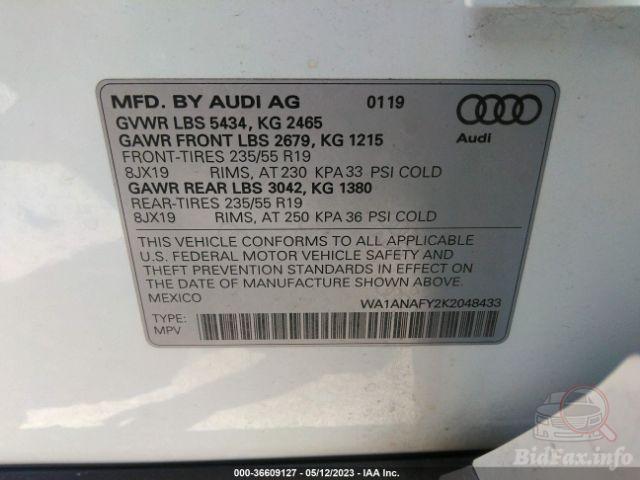 MFD. BY AUDI AG 0119
GVWR LBS 5434, KG 2465
GAWR FRONT LBS 2679, KG 1215
FRONT-TIRES 235/55 R19
8JX19 RIMS, AT 230 KPA 33 PSI COLD
GAWR REAR LBS 3042, KG 1380
REAR-TIRES 235/55 R19
8JX19 RIMS, AT 250 KPA 36 PSI COLD
Audi
THIS VEHICLE CONFORMS TO ALL APPLICABLE
U.S. FEDERAL MOTOR VEHICLE SAFETY AND
THEFT PREVENTION STANDARDS IN EFFECT ON
THE DATE OF MANUFACTURE SHOWN ABOVE.
MEXICO WA1ANAFY2K2048433
TYPE:
MPV
BidFax.info
000-36609127 - 05/12/2023 - IAA Inc.